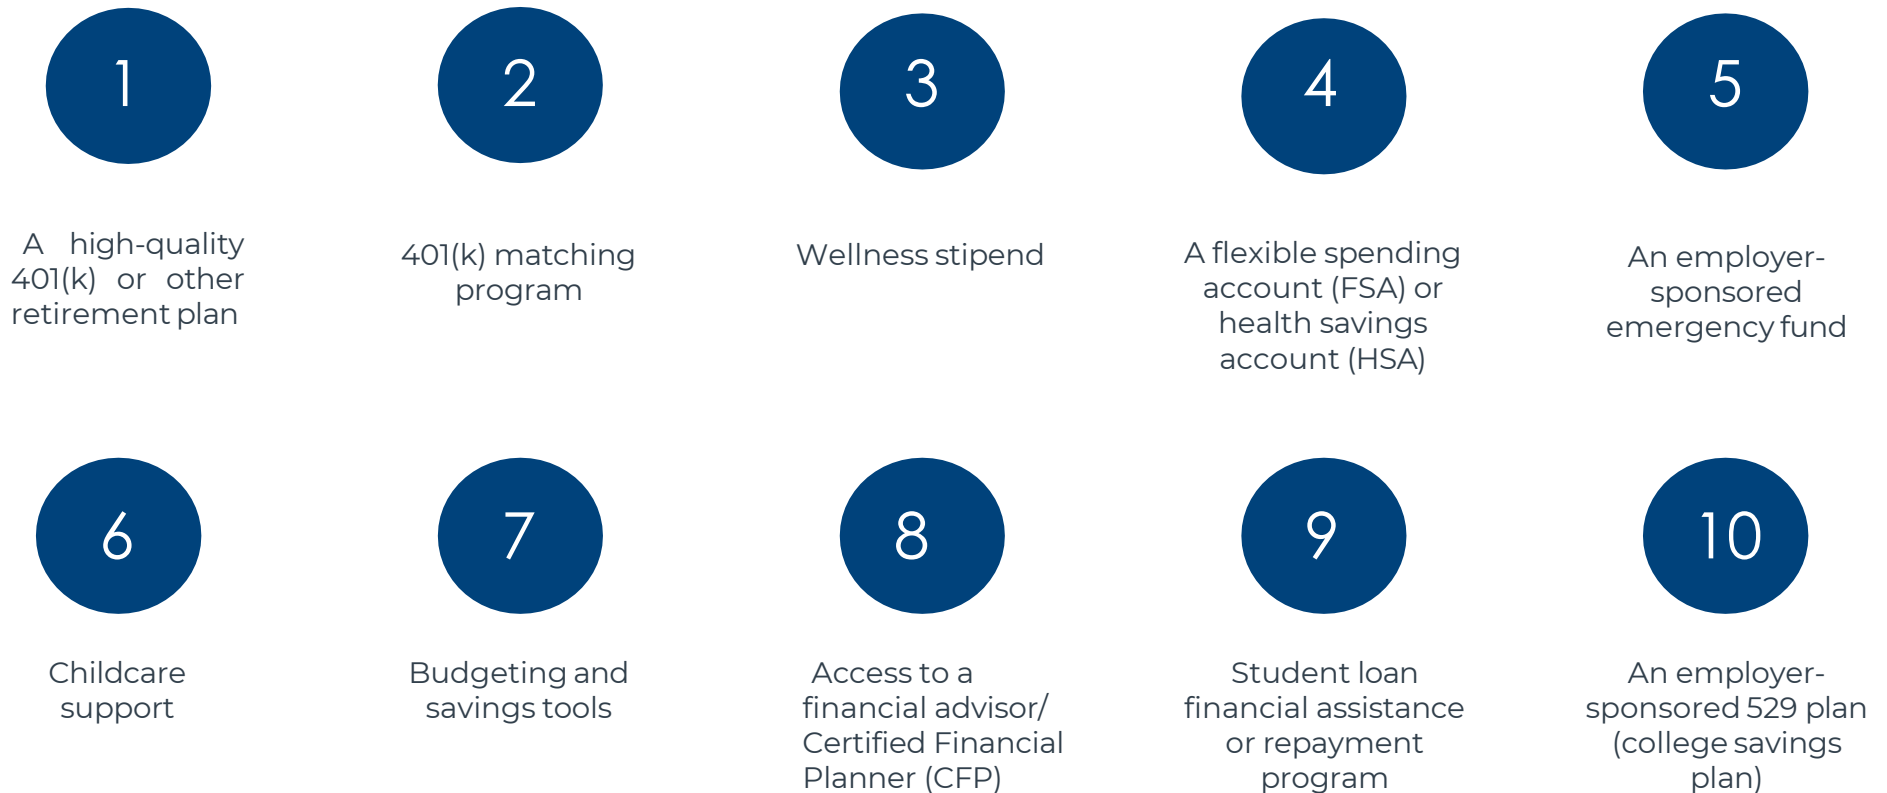 1
A high-quality
401(k) or other
retirement plan
2
401(k) matching
program
3
Wellness stipend
4
A flexible spending
account (FSA) or
health savings
account (HSA)
5
An employer-
sponsored
emergency fund
6
Childcare
support
7
Budgeting and
savings tools
8
Access to a
financial advisor/
Certified Financial
Planner (CFP)
9
Student loan
financial assistance
or repayment
program
10
An employer-
sponsored 529 plan
(college savings
plan)